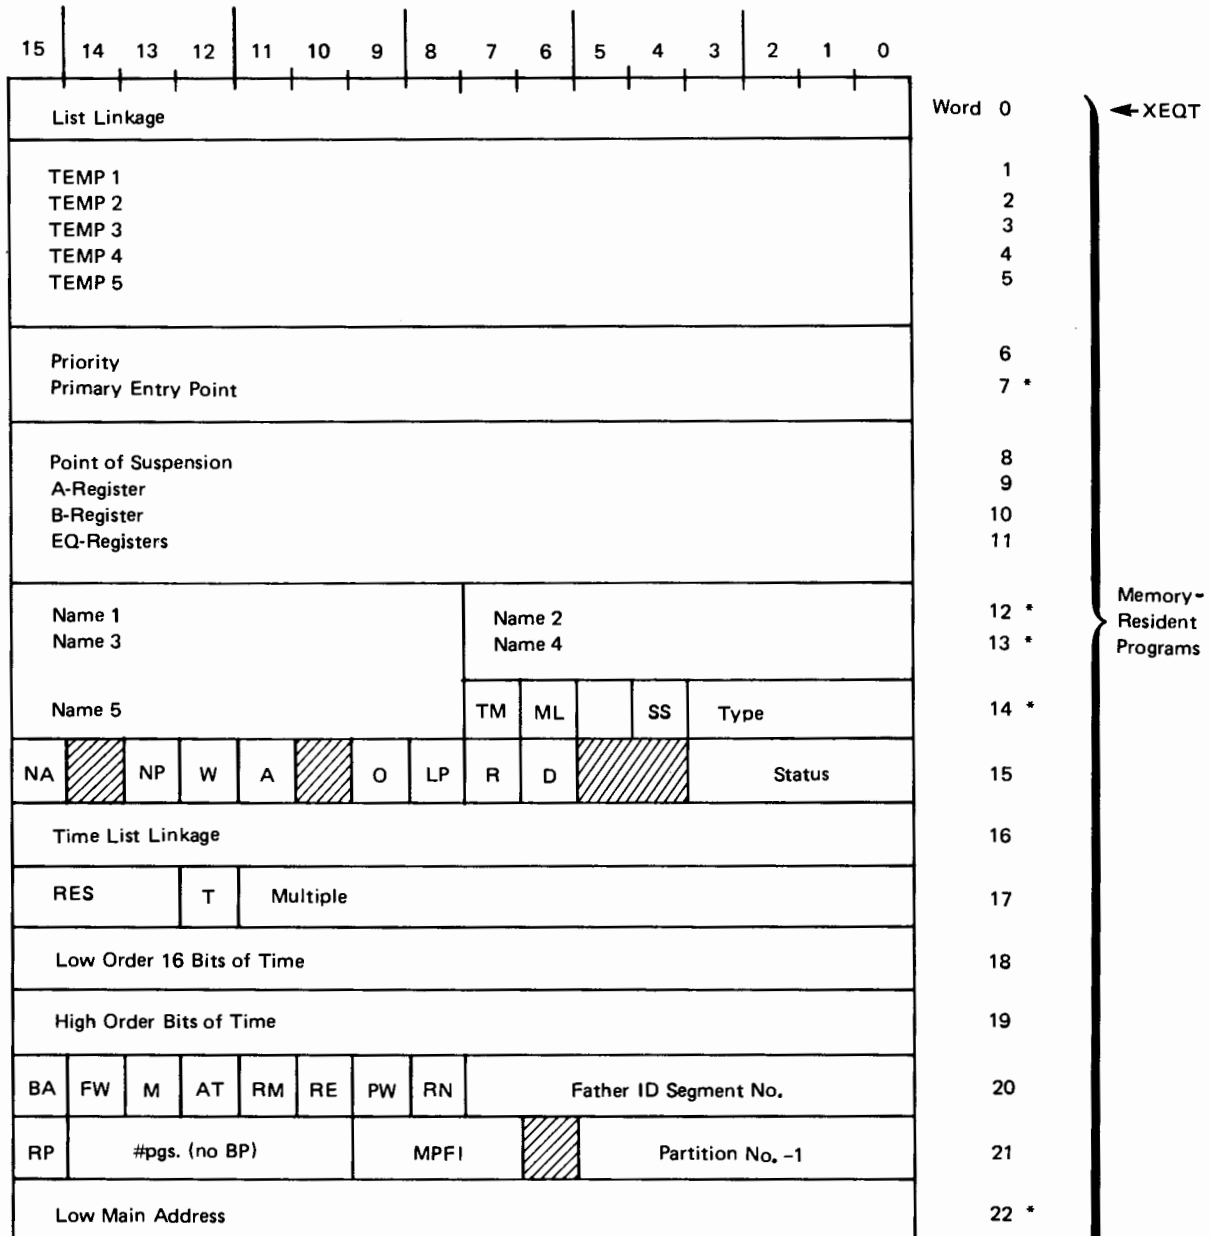 15 14 13 12 11 10 9 8 7 6 5 4 3 2 1 0
List Linkage Word 0 XEQT
TEMP 1 1
TEMP 2 2
TEMP 3 3
TEMP 4 4
TEMP 5 5
Priority 6
Primary Entry Point 7 *
Point of Suspension 8
A-Register 9
B-Register 10
EQ-Registers 11
Name 1 Name 2 12 *
Name 3 Name 4 13 *
Memory-
Resident
Programs
Name 5 TM ML SS Type 14 *
NA NP W A O LP R D Status 15
Time List Linkage 16
RES T Multiple 17
Low Order 16 Bits of Time 18
High Order Bits of Time 19
BA FW M AT RM RE PW RN Father ID Segment No. 20
RP #pgs. (no BP) MPFI Partition No. -1 21
Low Main Address 22 *